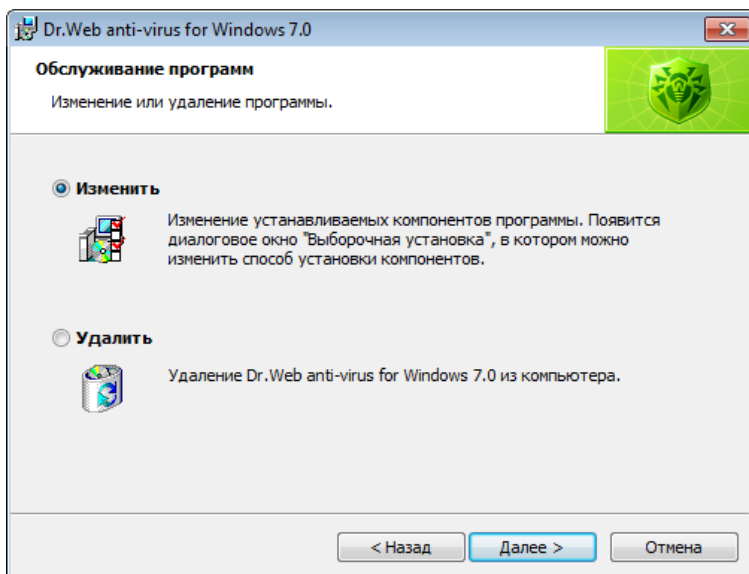 Dr.Web anti-virus for Windows 7.0
Обслуживание программ
Изменение или удаление программы.
Изменить
Изменение устанавливаемых компонентов программы. Появится
диалоговое окно "Выборочная установка", в котором можно
изменить способ установки компонентов.
Удалить
Удаление Dr.Web anti-virus for Windows 7.0 из компьютера.
< Назад
Далее >
Отмена